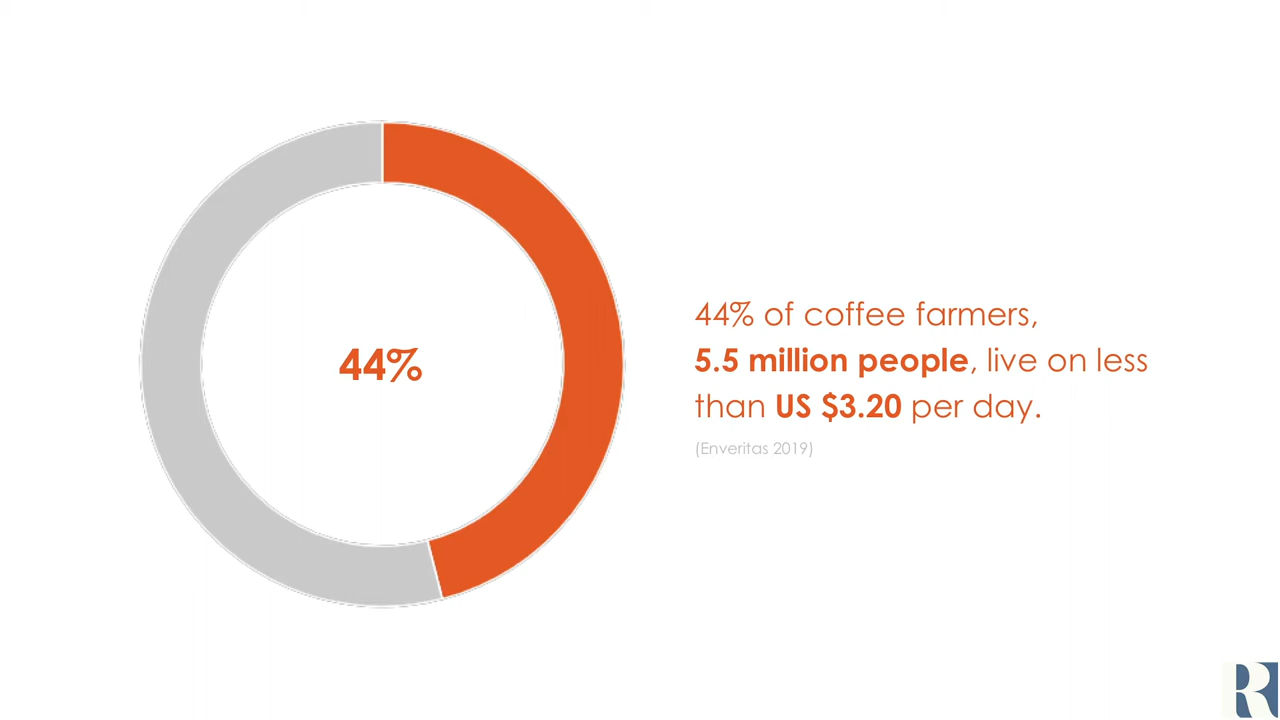 44%
44% of coffee farmers,
5.5 million people, live on less
than US $3.20 per day.
(Enveritas 2019)
R